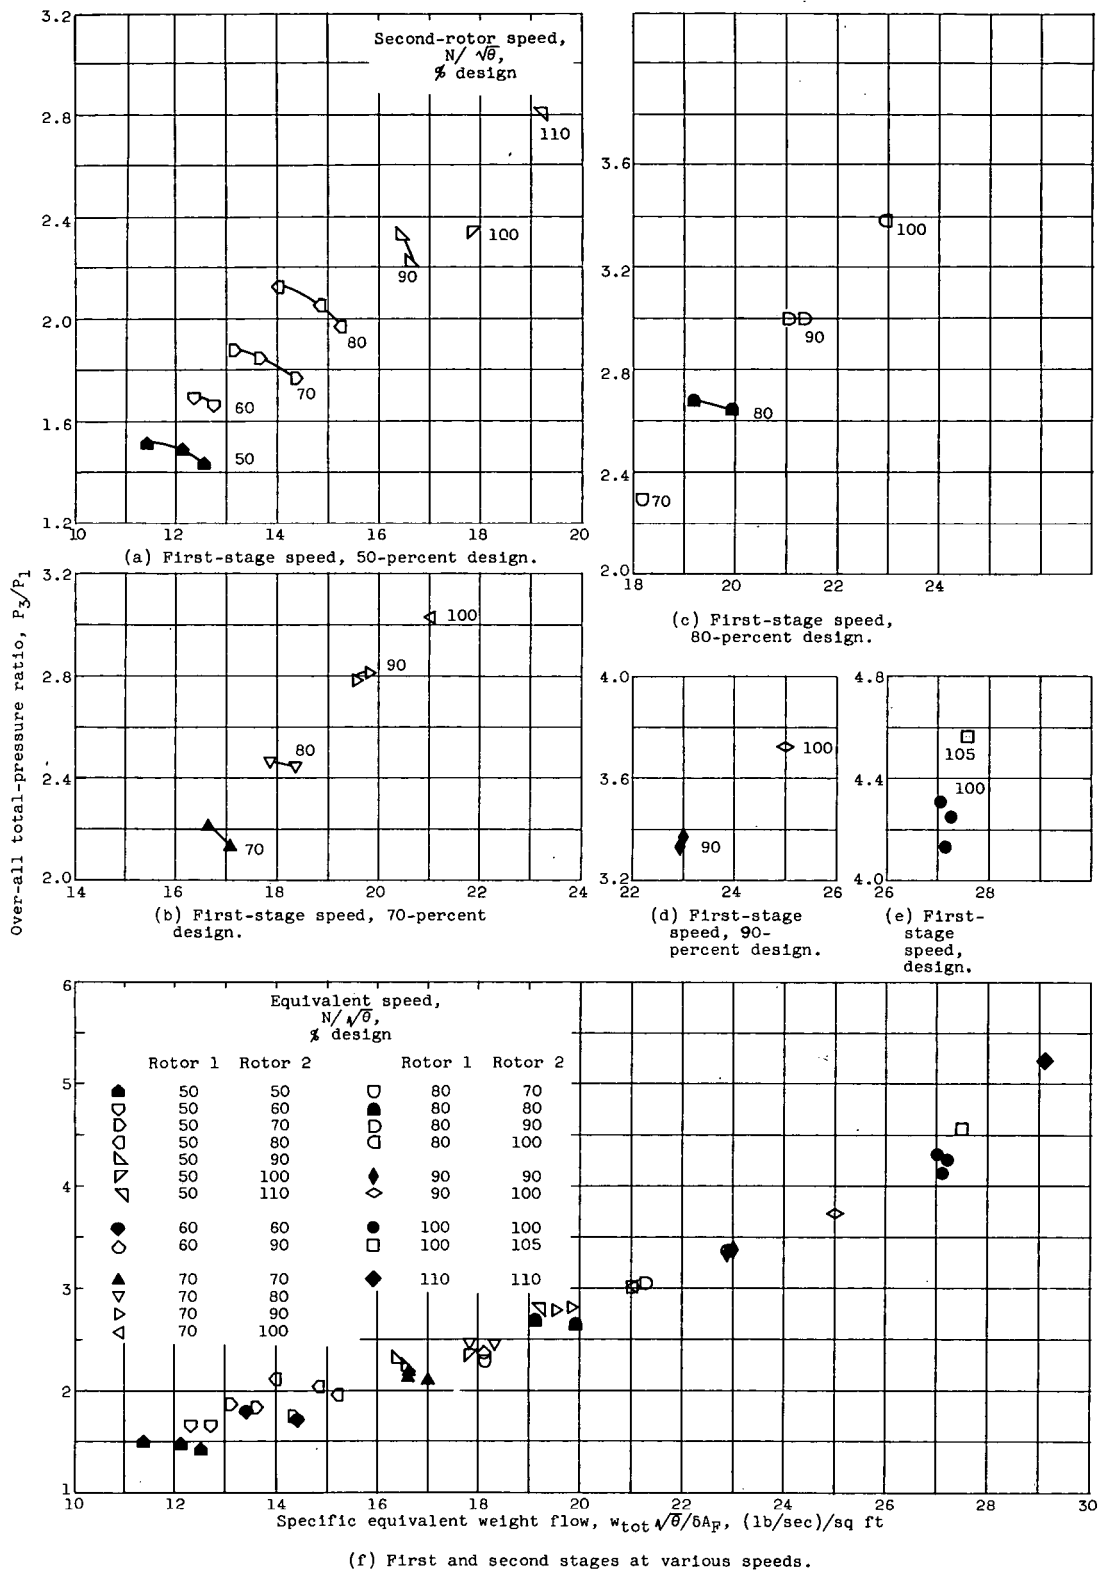 3.2
2.8
2.4
2.0
1.6
1.2
10
12
14
16
18
20
Second-rotor speed,
N/ √θ,
% design
110
100
90
80
70
60
50
(a) First-stage speed, 50-percent design.
3.6
3.2
2.8
2.4
2.0
18
20
22
24
100
90
80
70
(c) First-stage speed,
80-percent design.
Over-all total-pressure ratio, P3/P1
3.2
2.8
2.4
2.0
14
16
18
20
22
24
100
90
80
70
(b) First-stage speed, 70-percent
design.
4.0
3.6
3.2
22
24
26
100
90
(d) First-stage
speed, 90-
percent design.
4.8
4.4
4.0
26
28
105
100
(e) First-
stage
speed,
design.
6
5
4
3
2
1
Equivalent speed,
N/√θ,
% design
Rotor 1 Rotor 2 Rotor 1 Rotor 2
50 50 80 70
50 60 80 80
50 70 80 90
50 80 80 100
50 90
50 100 90 90
50 110 90 100
60 60 100 100
60 90 100 105
70 70 110 110
70 80
70 90
70 100
10 12 14 16 18 20 22 24 26 28 30
Specific equivalent weight flow, wtot √θ/δAF, (lb/sec)/sq ft
(f) First and second stages at various speeds.